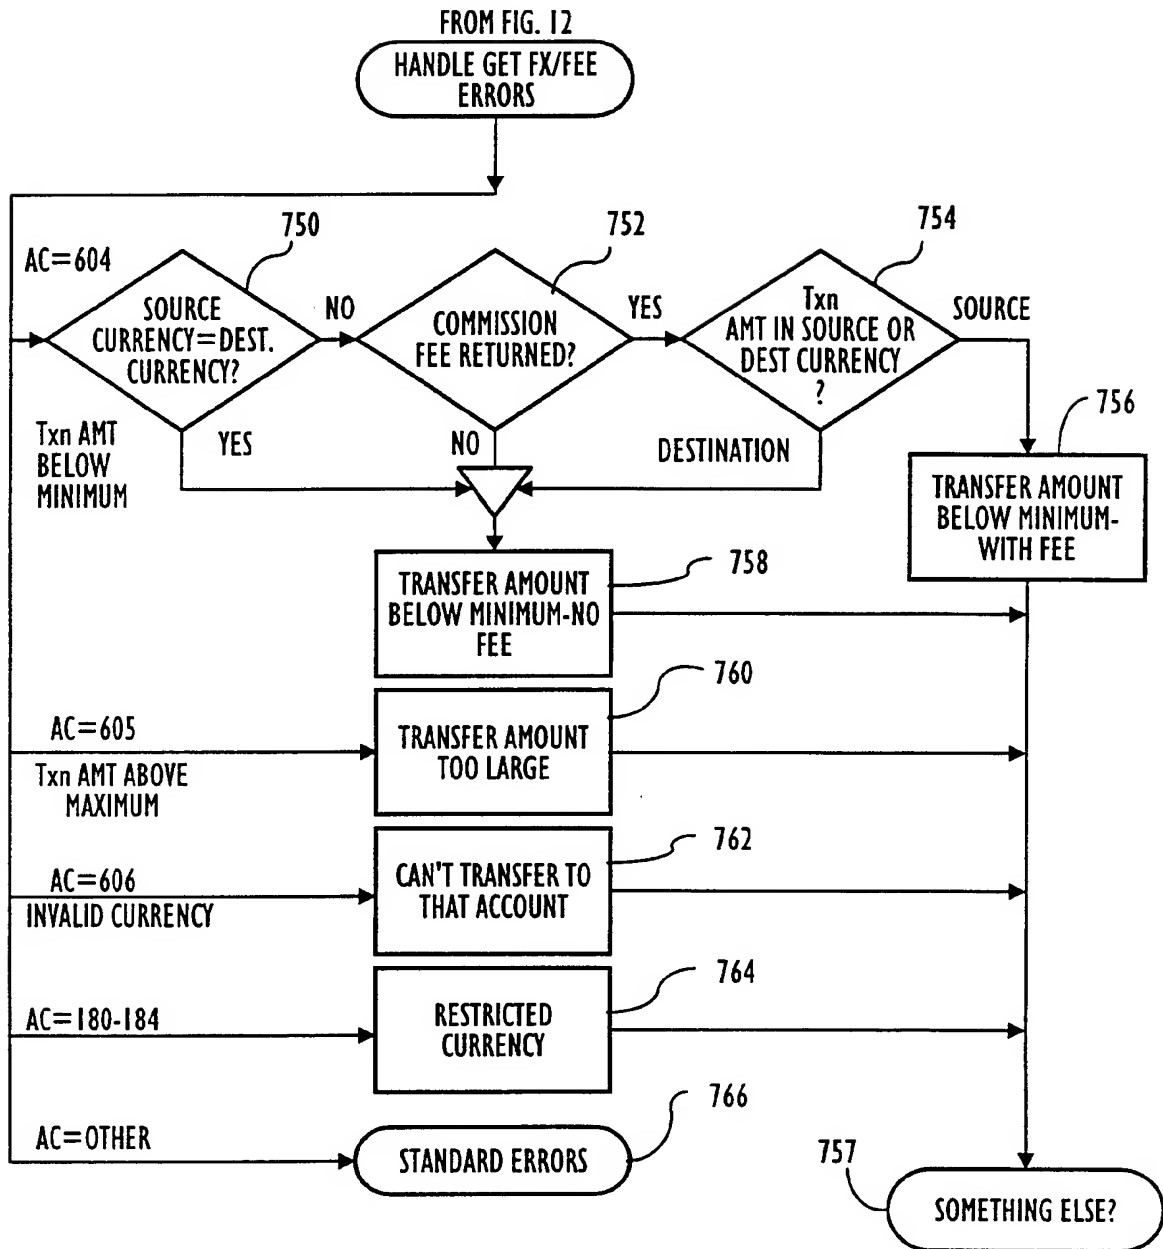 FROM FIG. 12
HANDLE GET FX/FEE
ERRORS
750
752
754
AC=604
SOURCE
CURRENCY=DEST.
CURRENCY?
NO
COMMISSION
FEE RETURNED?
YES
Txn
AMT IN SOURCE OR
DEST CURRENCY
?
SOURCE
756
Txn AMT
BELOW
MINIMUM
YES
NO
DESTINATION
TRANSFER AMOUNT
BELOW MINIMUM-
WITH FEE
758
TRANSFER AMOUNT
BELOW MINIMUM-NO
FEE
760
AC=605
Txn AMT ABOVE
MAXIMUM
TRANSFER AMOUNT
TOO LARGE
762
AC=606
INVALID CURRENCY
CAN'T TRANSFER TO
THAT ACCOUNT
764
AC=180-184
RESTRICTED
CURRENCY
766
AC=OTHER
STANDARD ERRORS
757
SOMETHING ELSE?